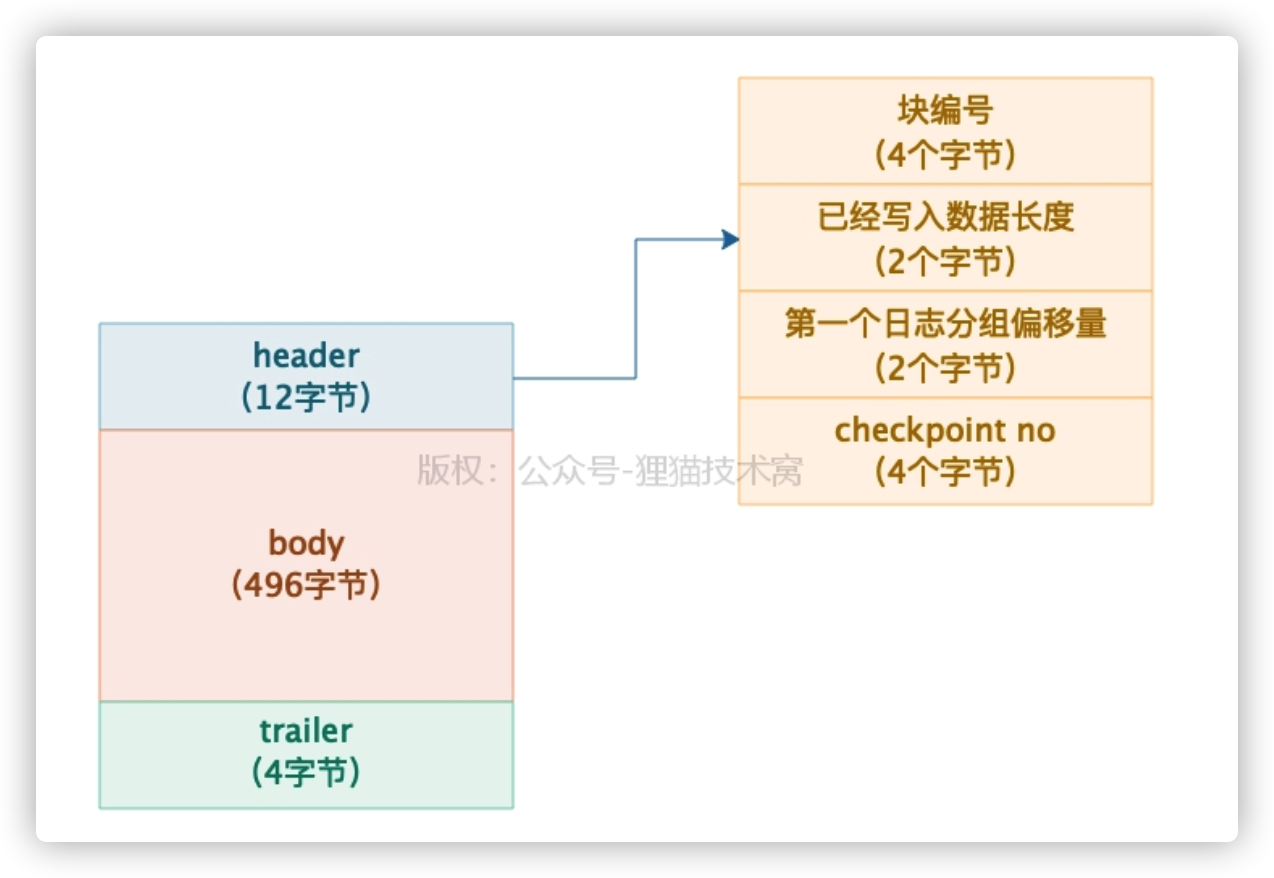 块编号
(4个字节)
已经写入数据长度
(2个字节)
第一个日志分组偏移量
(2个字节)
checkpoint no
(4个字节)
header
(12字节)
body
(496字节)
trailer
(4字节)
版权：公众号-狸猫技术窝